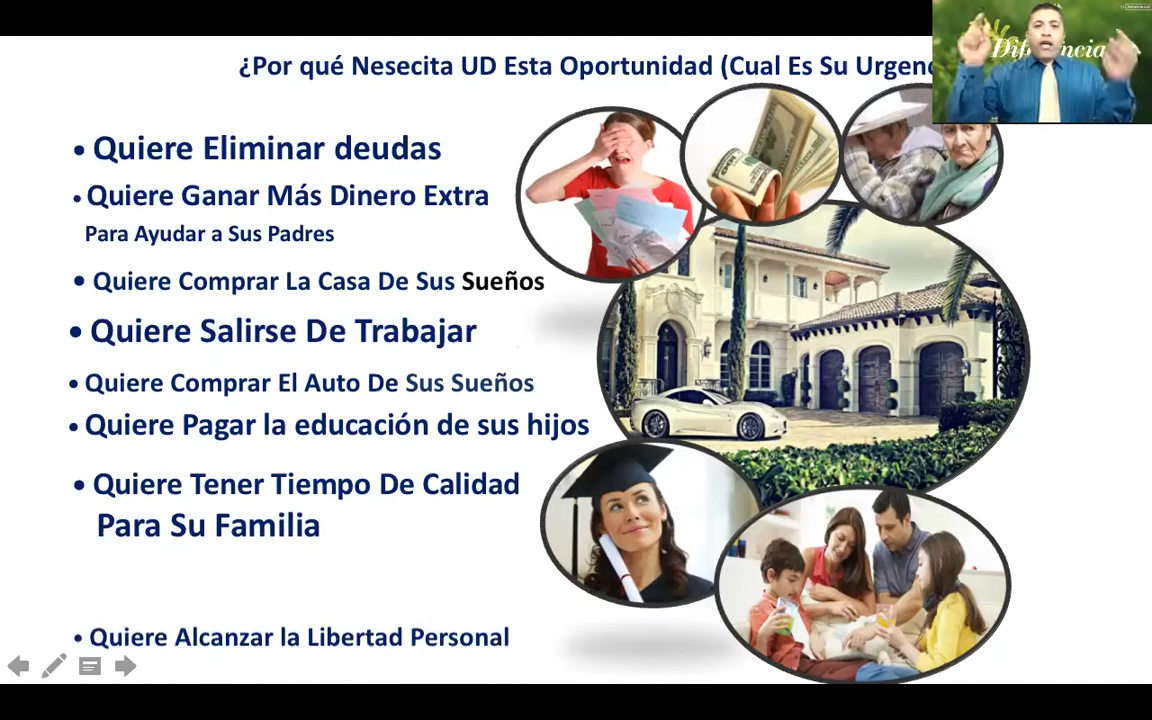 ¿Por qué Nesecita UD Esta Oportunidad (Cual Es Su
• Quiere Eliminar deudas
• Quiere Ganar Más Dinero Extra
Para Ayudar a Sus Padres
• Quiere Comprar La Casa De Sus Sueños
• Quiere Salirse De Trabajar
• Quiere Comprar El Auto De Sus Sueños
• Quiere Pagar la educación de sus hijos
• Quiere Tener Tiempo De Calidad
Para Su Familia
• Quiere Alcanzar la Libertad Personal